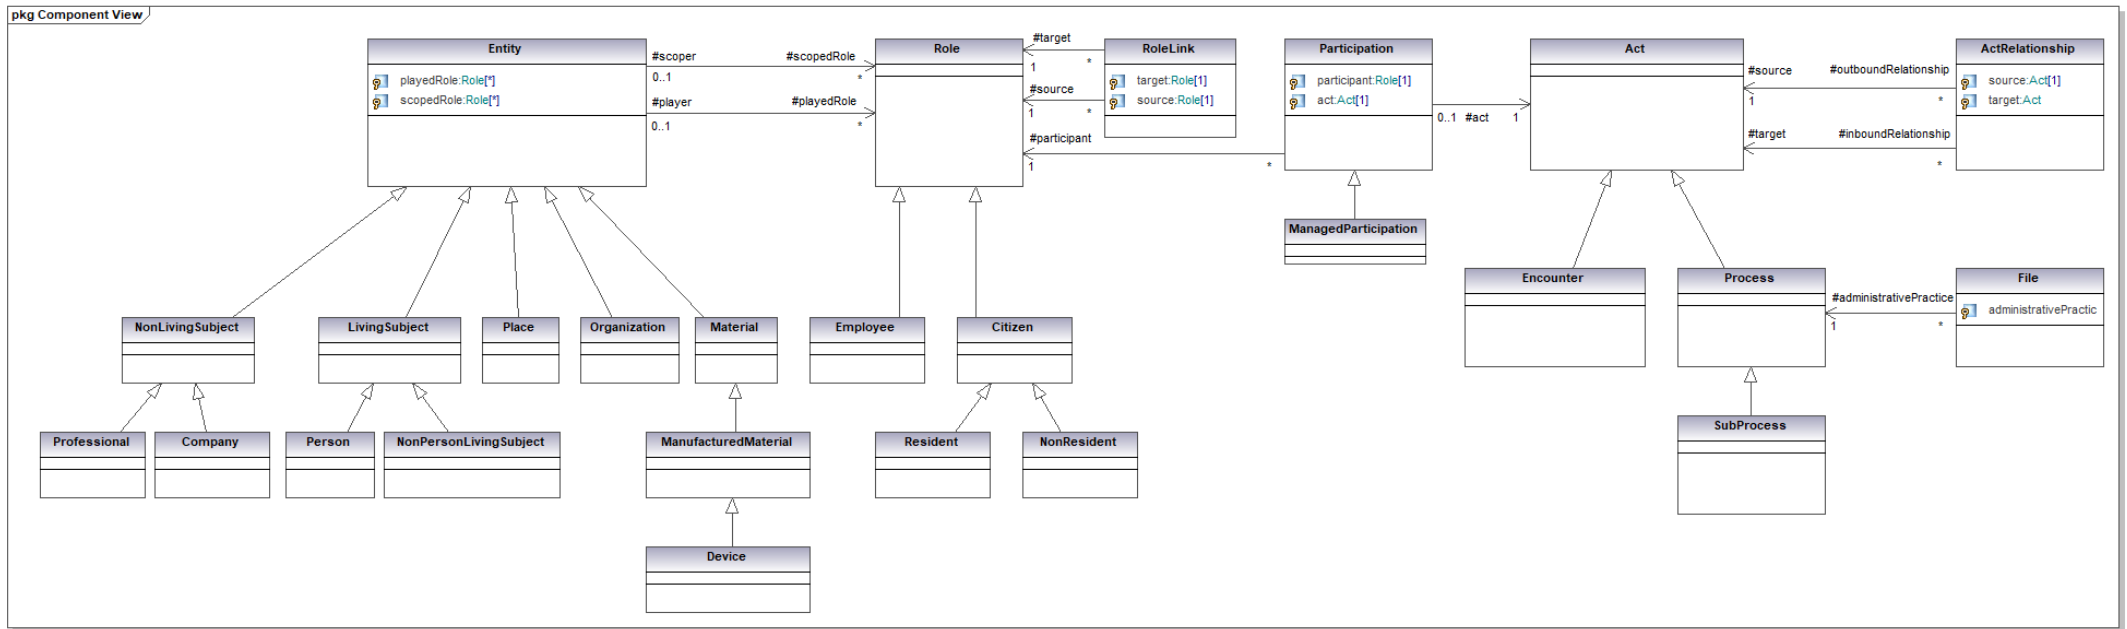 pkg Component View
Entity
playedRole:Role[*]
scopedRole:Role[*]
#scoper
#scopedRole
0..1
*
#player
#playedRole
0..1
*
Role
#target
1
*
#source
1
*
#participant
1
*
RoleLink
target:Role[1]
source:Role[1]
Participation
participant:Role[1]
act:Act[1]
0..1
#act
1
Act
#source
#outboundRelationship
1
*
#target
#inboundRelationship
*
ActRelationship
source:Act[1]
target:Act
ManagedParticipation
Encounter
Process
#administrativePractice
1
*
File
administrativePractic
NonLivingSubject
LivingSubject
Place
Organization
Material
Employee
Citizen
SubProcess
Professional
Company
Person
NonPersonLivingSubject
ManufacturedMaterial
Resident
NonResident
Device